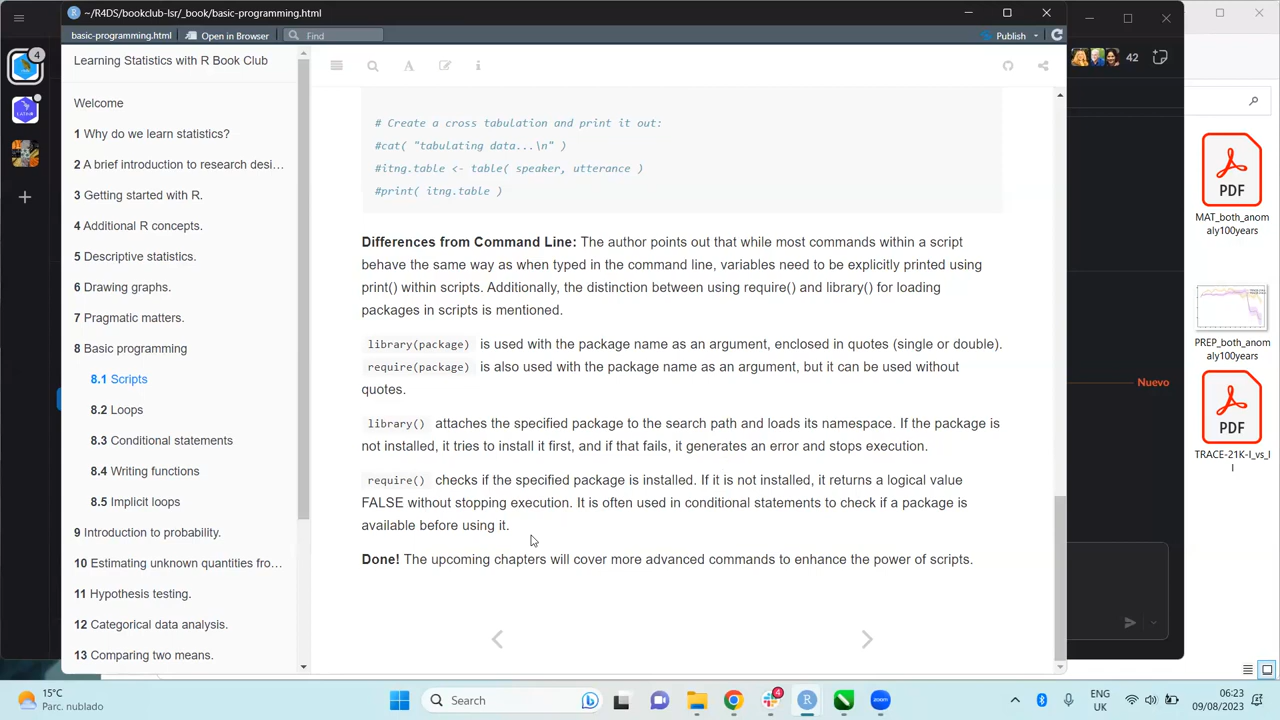 ~/R4DS/bookclub-lsr/_book/basic-programming.html
basic-programming.html
Open in Browser
Find
Publish
4
42
Learning Statistics with R Book Club
Welcome
1 Why do we learn statistics?
2 A brief introduction to research desi...
3 Getting started with R.
4 Additional R concepts.
5 Descriptive statistics.
6 Drawing graphs.
7 Pragmatic matters.
8 Basic programming
8.1 Scripts
8.2 Loops
8.3 Conditional statements
8.4 Writing functions
8.5 Implicit loops
9 Introduction to probability.
10 Estimating unknown quantities fro...
11 Hypothesis testing.
12 Categorical data analysis.
13 Comparing two means.
# Create a cross tabulation and print it out:
#cat( "tabulating data...\n" )
#itng.table <- table( speaker, utterance )
#print( itng.table )
Differences from Command Line: The author points out that while most commands within a script
behave the same way as when typed in the command line, variables need to be explicitly printed using
print() within scripts. Additionally, the distinction between using require() and library() for loading
packages in scripts is mentioned.
library(package) is used with the package name as an argument, enclosed in quotes (single or double).
require(package) is also used with the package name as an argument, but it can be used without
quotes.
library() attaches the specified package to the search path and loads its namespace. If the package is
not installed, it tries to install it first, and if that fails, it generates an error and stops execution.
require() checks if the specified package is installed. If it is not installed, it returns a logical value
FALSE without stopping execution. It is often used in conditional statements to check if a package is
available before using it.
Done! The upcoming chapters will cover more advanced commands to enhance the power of scripts.
Nuevo
PDF
MAT_both_anom
aly100years
PREP_both_anom
aly100years
PDF
TRACE-21K-I_vs_I
I
15°C
Parc. nublado
Search
4
ENG
UK
06:23
09/08/2023